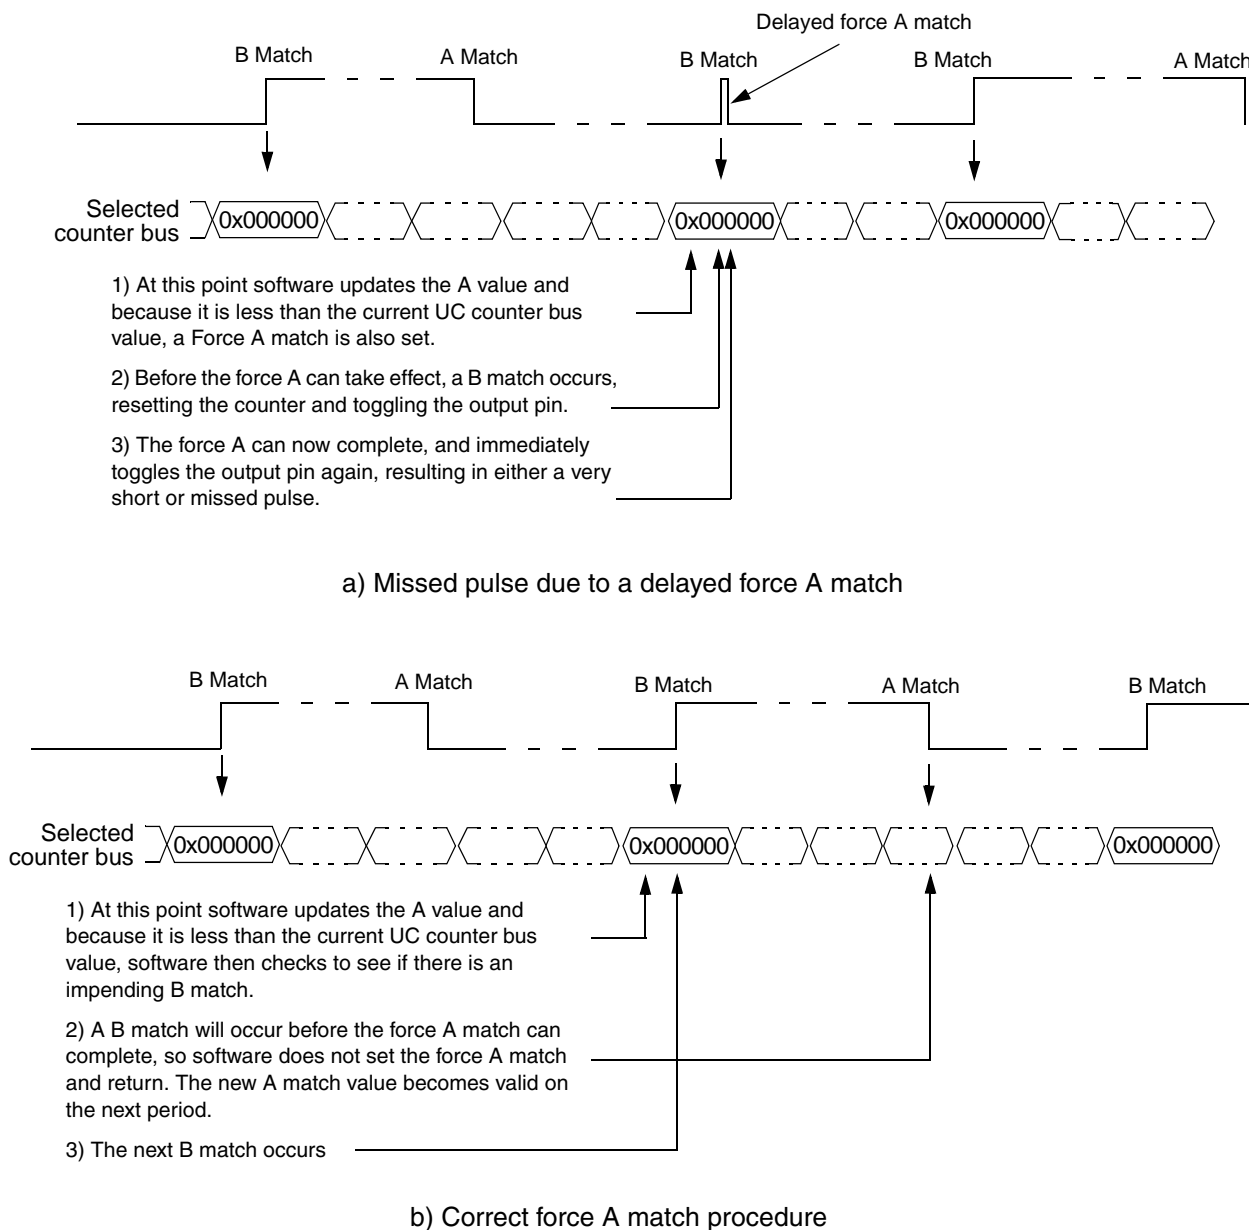 Delayed force A match
B Match
A Match
B Match
B Match
A Match
Selected
counter bus
0x000000
0x000000
0x000000
1) At this point software updates the A value and
because it is less than the current UC counter bus
value, a Force A match is also set.
2) Before the force A can take effect, a B match occurs,
resetting the counter and toggling the output pin.
3) The force A can now complete, and immediately
toggles the output pin again, resulting in either a very
short or missed pulse.
a) Missed pulse due to a delayed force A match
B Match
A Match
B Match
A Match
B Match
Selected
counter bus
0x000000
0x000000
0x000000
1) At this point software updates the A value and
because it is less than the current UC counter bus
value, software then checks to see if there is an
impending B match.
2) A B match will occur before the force A match can
complete, so software does not set the force A match
and return. The new A match value becomes valid on
the next period.
3) The next B match occurs
b) Correct force A match procedure